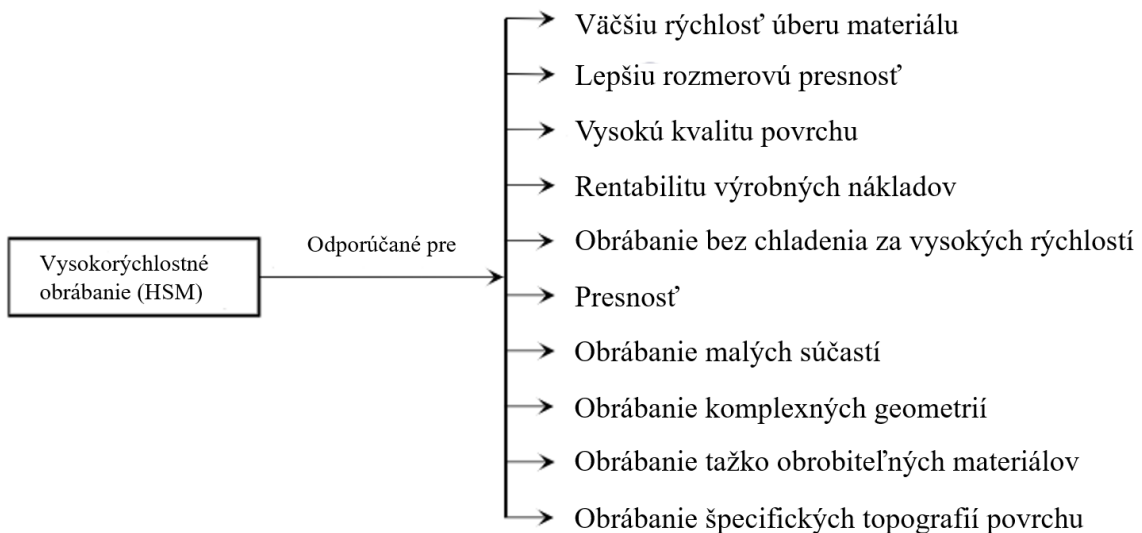 Väčšiu rýchlosť úberu materiálu
Lepšiu rozmerovú presnosť
Vysokú kvalitu povrchu
Rentabilitu výrobných nákladov
Odporúčané pre
Obrábanie bez chladenia za vysokých rýchlostí
Vysokorýchlostné
obrábanie (HSM)
Presnosť
Obrábanie malých súčastí
Obrábanie komplexných geometrií
Obrábanie tažko obrobiteľných materiálov
Obrábanie špecifických topografií povrchu